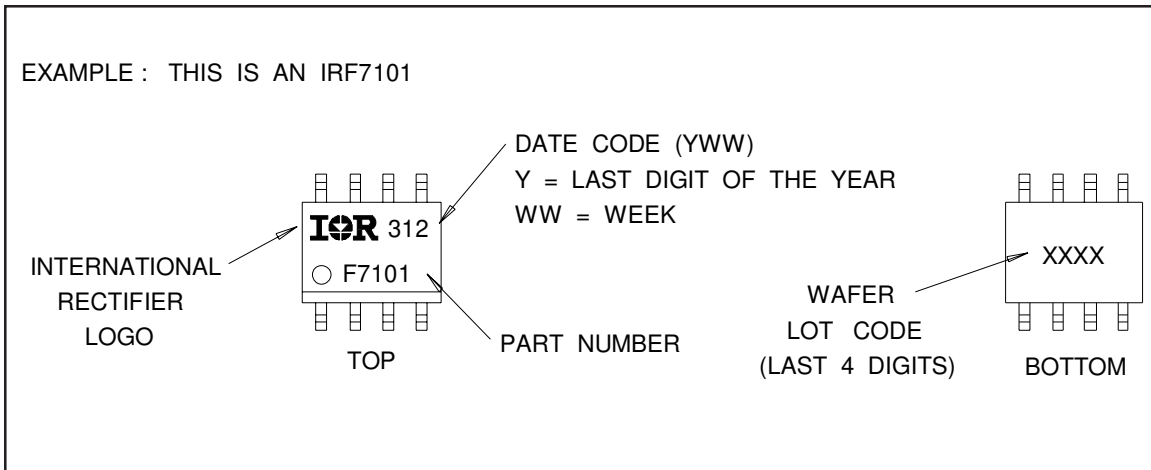 EXAMPLE : THIS IS AN IRF7101
DATE CODE (YWW)
Y = LAST DIGIT OF THE YEAR
WW = WEEK
IOR 312
F7101
INTERNATIONAL
RECTIFIER
LOGO
TOP
PART NUMBER
XXXX
WAFER
LOT CODE
(LAST 4 DIGITS)
BOTTOM